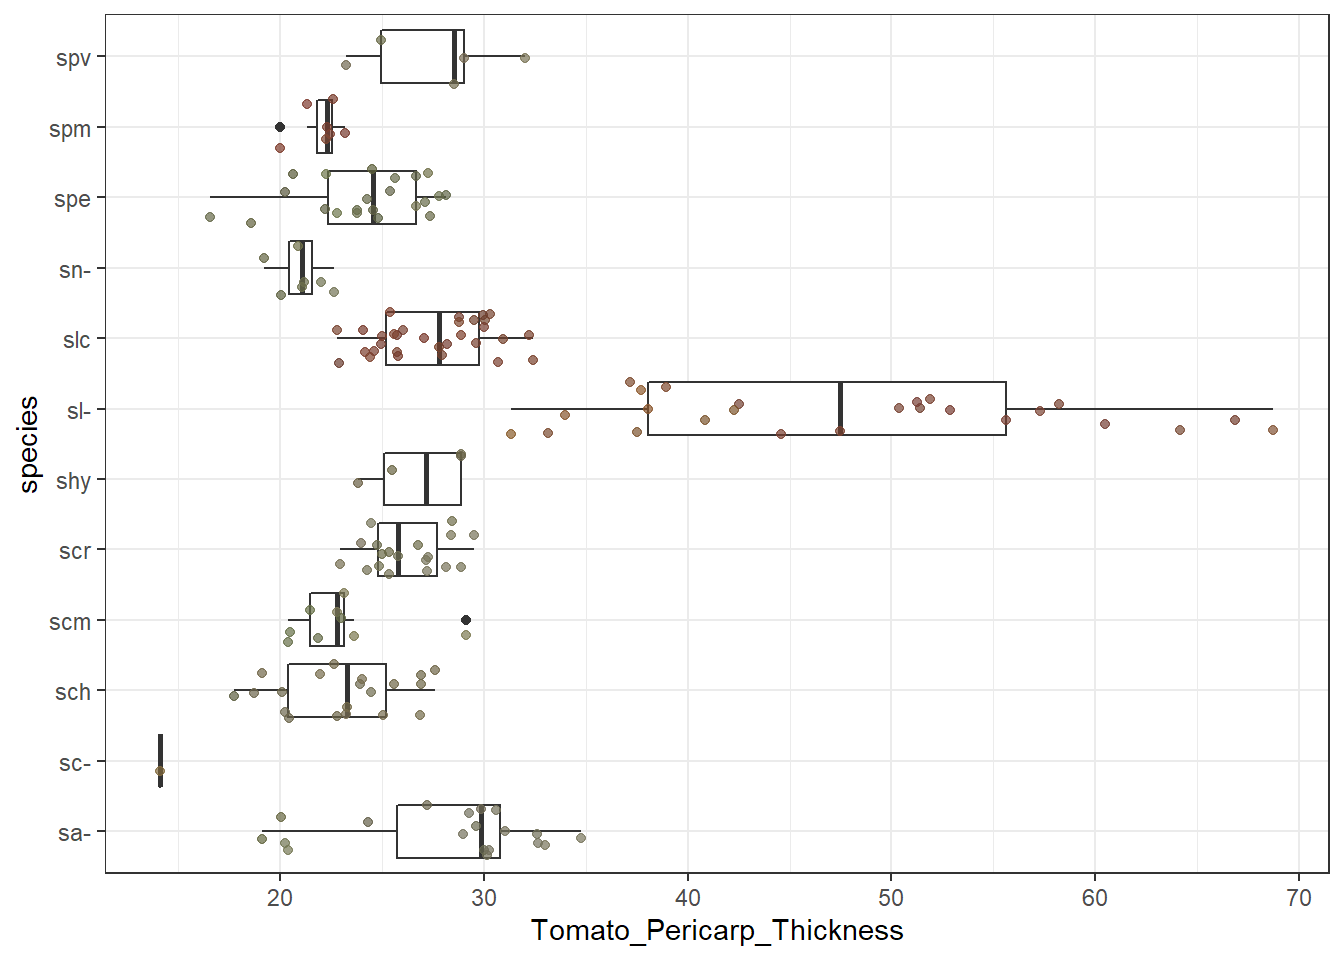 spv
spm
spe
sn-
slc
sl-
shy
scr
scm
sch
sc-
sa-
species
20 30 40 50 60 70
Tomato_Pericarp_Thickness